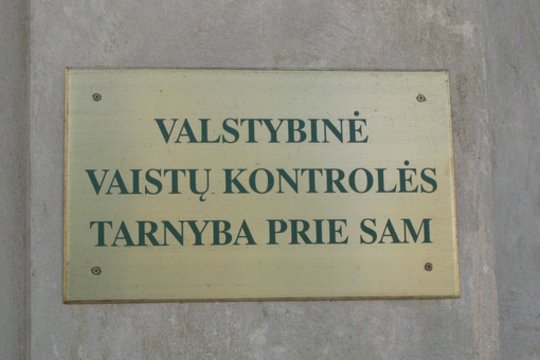 VALSTYBINĖ
VAISTŲ KONTROLĖS
TARNYBA PRIE SAM